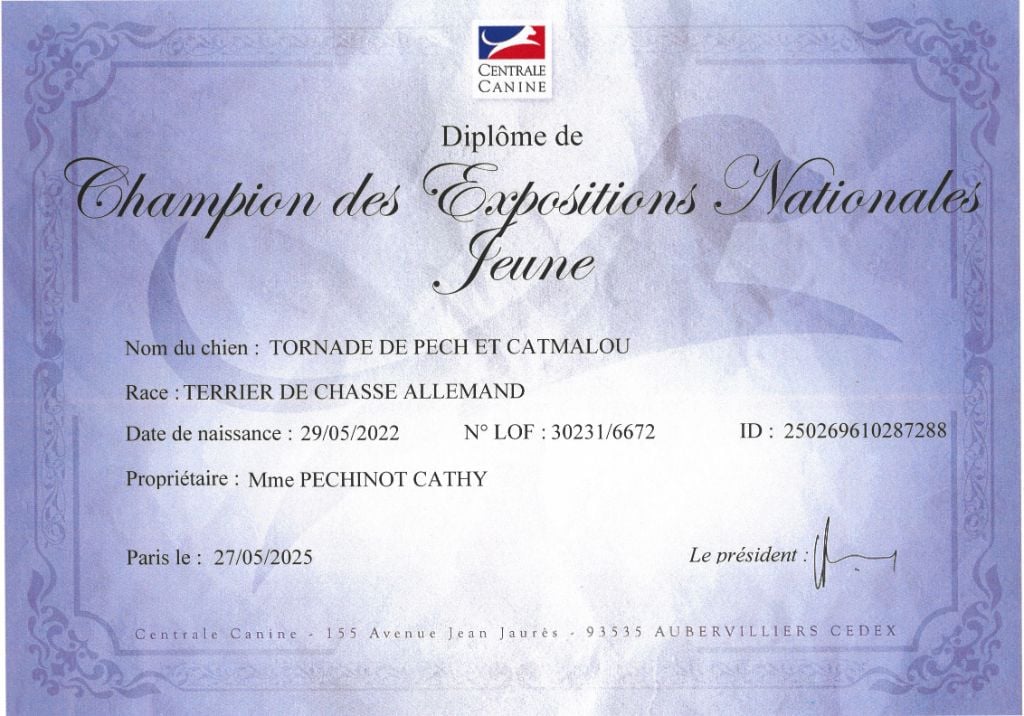 CENTRALE
CANINE
Diplôme de
Champion des Expositions Nationales
Jeune
Nom du chien : TORNADE DE PECH ET CATMALOU
Race : TERRIER DE CHASSE ALLEMAND
Date de naissance : 29/05/2022 N° LOF : 30231/6672 ID : 250269610287288
Propriétaire : Mme PECHINOT CATHY
Paris le : 27/05/2025 Le président :
Centrale Canine - 155 Avenue Jean Jaurès - 93535 AUBERVILLIERS CEDEX